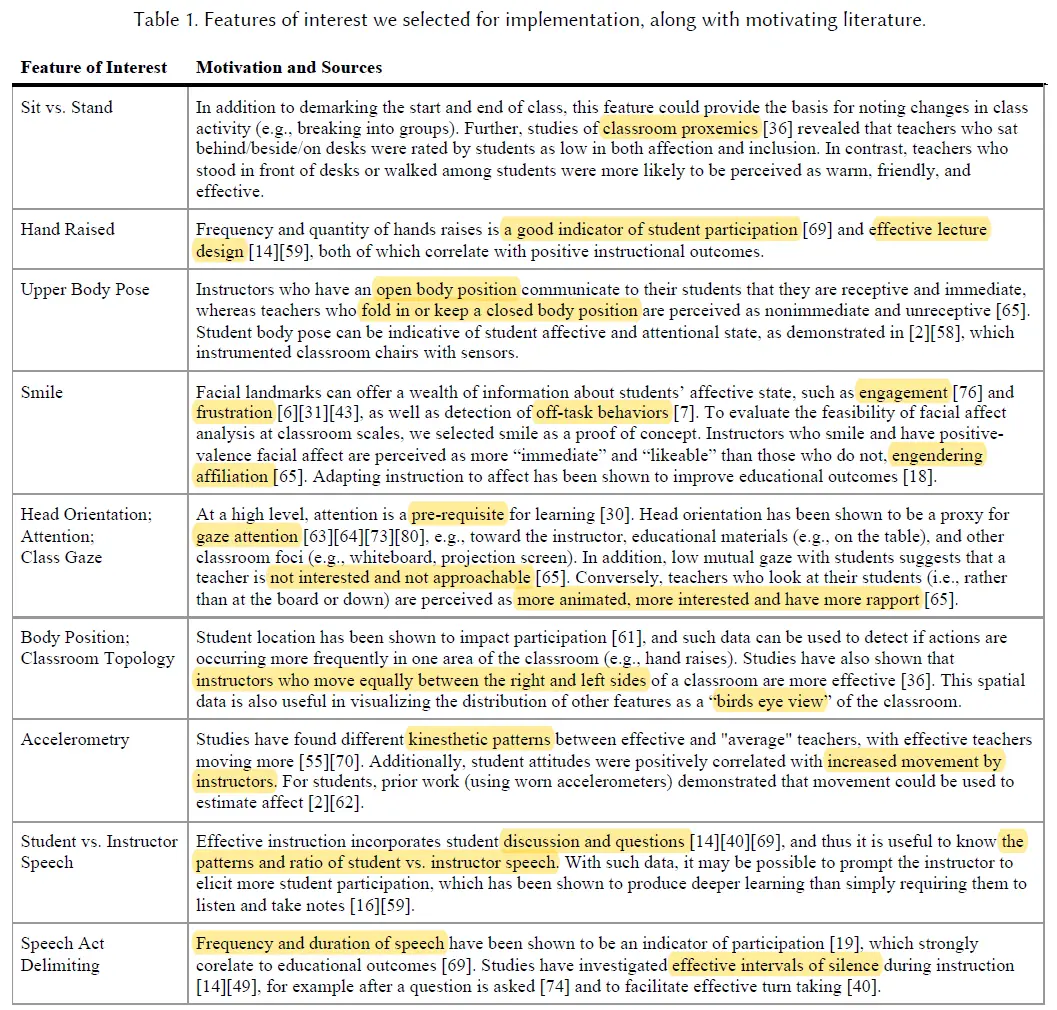 Table 1. Features of interest we selected for implementation, along with motivating literature.
Feature of Interest Motivation and Sources
Sit vs. Stand
In addition to demarking the start and end of class, this feature could provide the basis for noting changes in class
activity (e.g., breaking into groups). Further, studies of classroom proxemics [36] revealed that teachers who sat
behind/beside/on desks were rated by students as low in both affection and inclusion. In contrast, teachers who
stood in front of desks or walked among students were more likely to be perceived as warm, friendly, and
effective.
Hand Raised
Frequency and quantity of hands raises is a good indicator of student participation [69] and effective lecture
design [14][59], both of which correlate with positive instructional outcomes.
Upper Body Pose
Instructors who have an open body position communicate to their students that they are receptive and immediate,
whereas teachers who fold in or keep a closed body position are perceived as nonimmediate and unreceptive [65].
Student body pose can be indicative of student affective and attentional state, as demonstrated in [2][58], which
instrumented classroom chairs with sensors.
Smile
Facial landmarks can offer a wealth of information about students' affective state, such as engagement [76] and
frustration [6][31][43], as well as detection of off-task behaviors [7]. To evaluate the feasibility of facial affect
analysis at classroom scales, we selected smile as a proof of concept. Instructors who smile and have positive-
valence facial affect are perceived as more “immediate” and “likeable” than those who do not, engendering
affiliation [65]. Adapting instruction to affect has been shown to improve educational outcomes [18].
Head Orientation;
Attention;
Class Gaze
At a high level, attention is a pre-requisite for learning [30]. Head orientation has been shown to be a proxy for
gaze attention [63][64][73][80], e.g., toward the instructor, educational materials (e.g., on the table), and other
classroom foci (e.g., whiteboard, projection screen). In addition, low mutual gaze with students suggests that a
teacher is not interested and not approachable [65]. Conversely, teachers who look at their students (i.e., rather
than at the board or down) are perceived as more animated, more interested and have more rapport [65].
Body Position;
Classroom Topology
Student location has been shown to impact participation [61], and such data can be used to detect if actions are
occurring more frequently in one area of the classroom (e.g., hand raises). Studies have also shown that
instructors who move equally between the right and left sides of a classroom are more effective [36]. This spatial
data is also useful in visualizing the distribution of other features as a “birds eye view” of the classroom.
Accelerometry
Studies have found different kinesthetic patterns between effective and "average" teachers, with effective teachers
moving more [55][70]. Additionally, student attitudes were positively correlated with increased movement by
instructors. For students, prior work (using worn accelerometers) demonstrated that movement could be used to
estimate affect [2][62].
Student vs. Instructor
Speech
Effective instruction incorporates student discussion and questions [14][40][69], and thus it is useful to know the
patterns and ratio of student vs. instructor speech. With such data, it may be possible to prompt the instructor to
elicit more student participation, which has been shown to produce deeper learning than simply requiring them to
listen and take notes [16][59].
Speech Act
Delimiting
Frequency and duration of speech have been shown to be an indicator of participation [19], which strongly
corelate to educational outcomes [69]. Studies have investigated effective intervals of silence during instruction
[14][49], for example after a question is asked [74] and to facilitate effective turn taking [40].